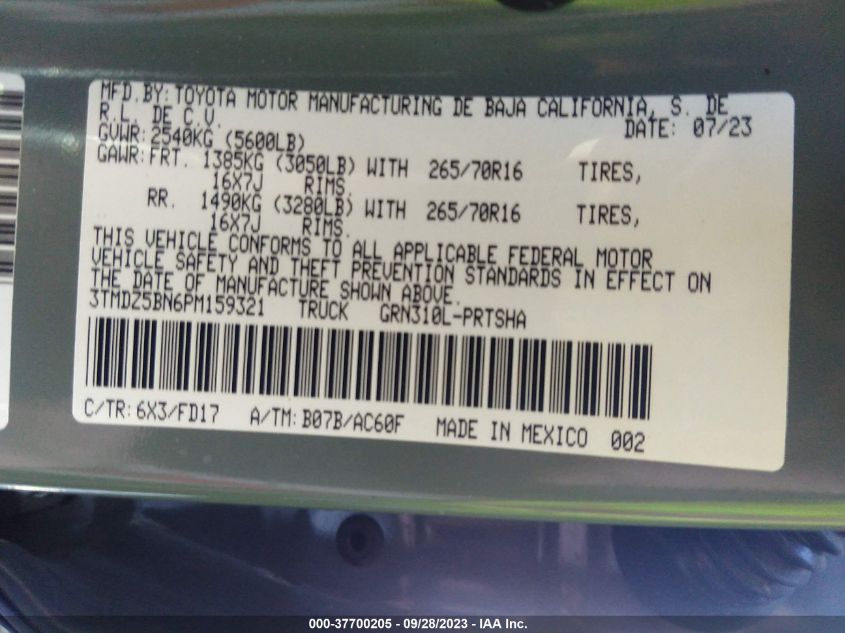 MFD.BY: TOYOTA MOTOR MANUFACTURING DE BAJA CALIFORNIA, S. DE
R.L. DE C.V. DATE: 07/23
GVWR: 2540KG (5600LB)
GAWR: FRT. 1385KG (3050LB) WITH 265/70R16 TIRES,
16X7J RIMS.
RR. 1490KG (3280LB) WITH 265/70R16 TIRES,
16X7J RIMS.
THIS VEHICLE CONFORMS TO ALL APPLICABLE FEDERAL MOTOR
VEHICLE SAFETY AND THEFT PREVENTION STANDARDS IN EFFECT ON
THE DATE OF MANUFACTURE SHOWN ABOVE.
3TMDZ5BN6PM159321 TRUCK GRN310L-PRTSHA
C/TR: 6X3/FD17 A/TM: B07B/AC60F MADE IN MEXICO 002
000-37700205 - 09/28/2023 - IAA Inc.